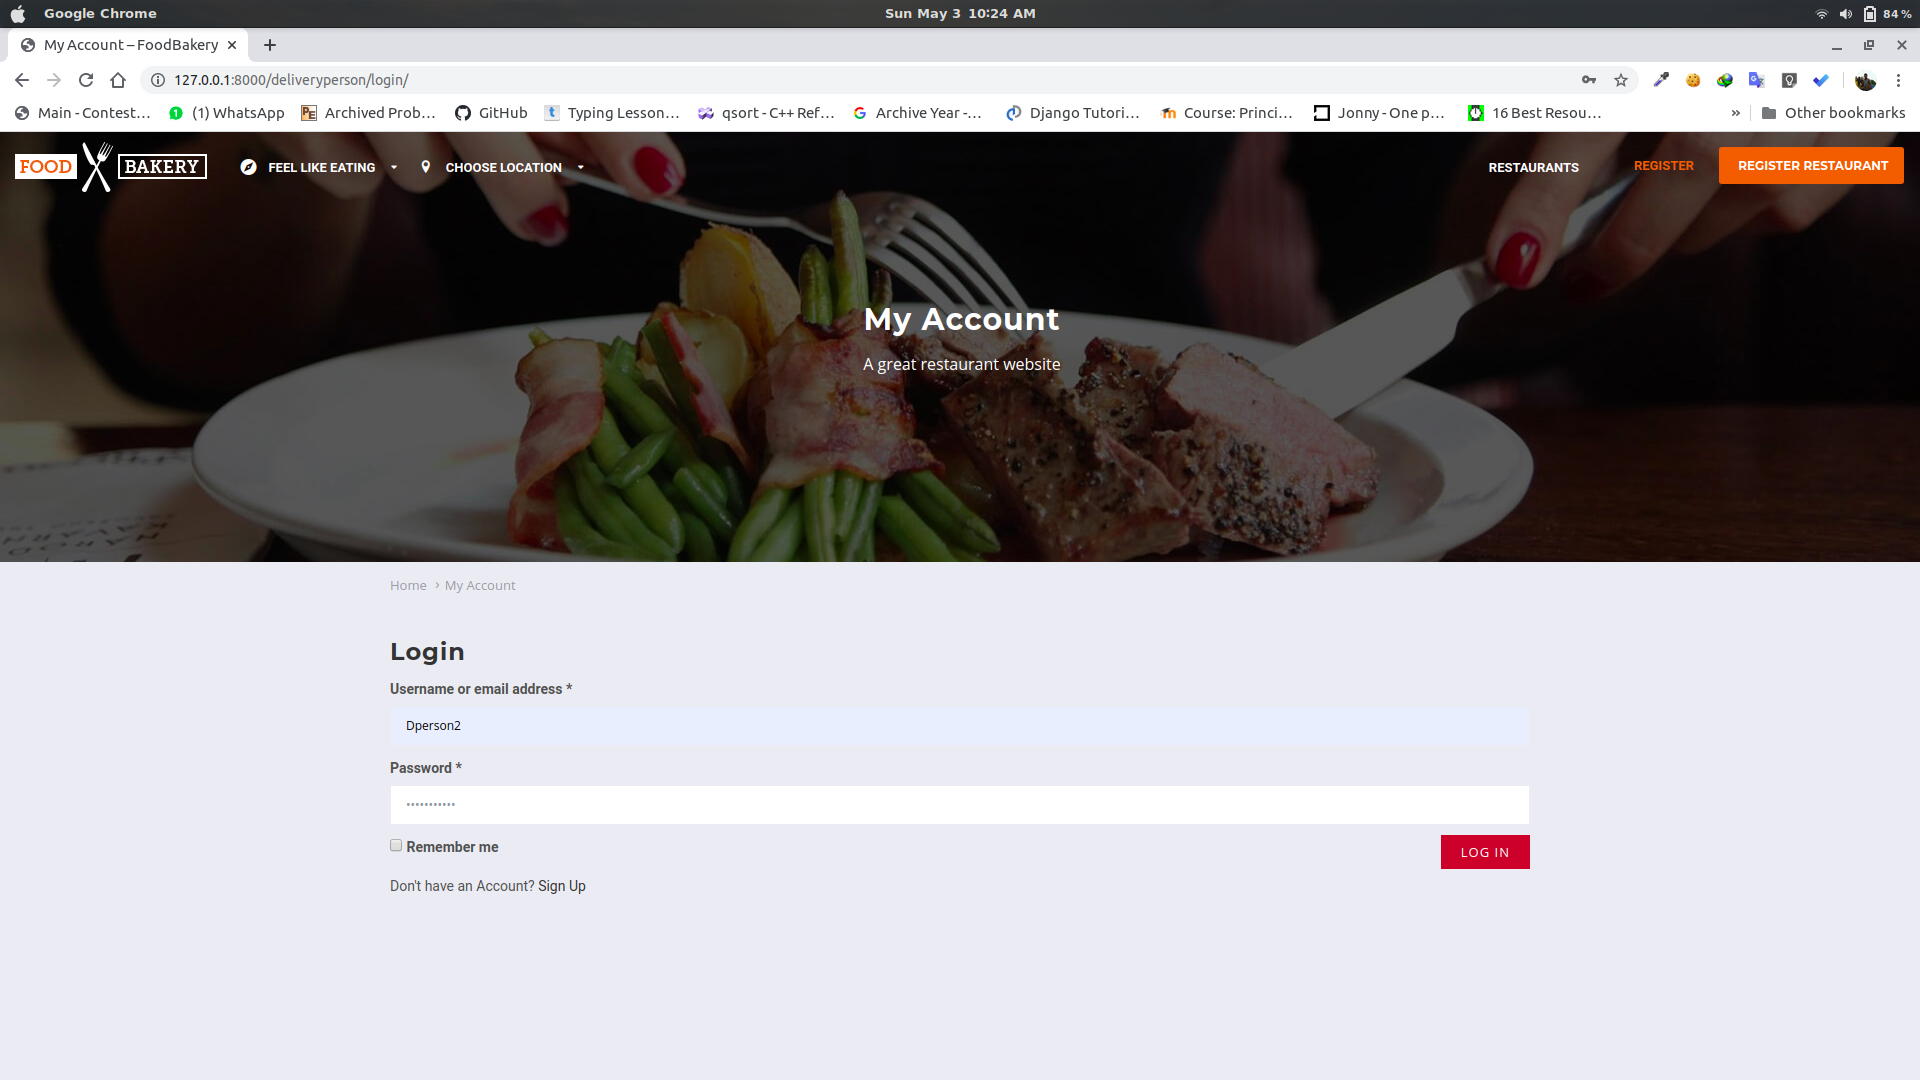 Google Chrome
Sun May 3 10:24 AM
84 %
My Account – FoodBakery
127.0.0.1:8000/deliveryperson/login/
Main - Contest...
(1) WhatsApp
Archived Prob...
GitHub
Typing Lesson...
qsort - C++ Ref...
Archive Year -...
Django Tutori...
Course: Princi...
Jonny - One p...
16 Best Resou...
»
Other bookmarks
FOOD BAKERY
FEEL LIKE EATING
CHOOSE LOCATION
RESTAURANTS
REGISTER
REGISTER RESTAURANT
My Account
A great restaurant website
Home › My Account
Login
Username or email address *
Dperson2
Password *
•••••••••••
Remember me
LOG IN
Don't have an Account? Sign Up